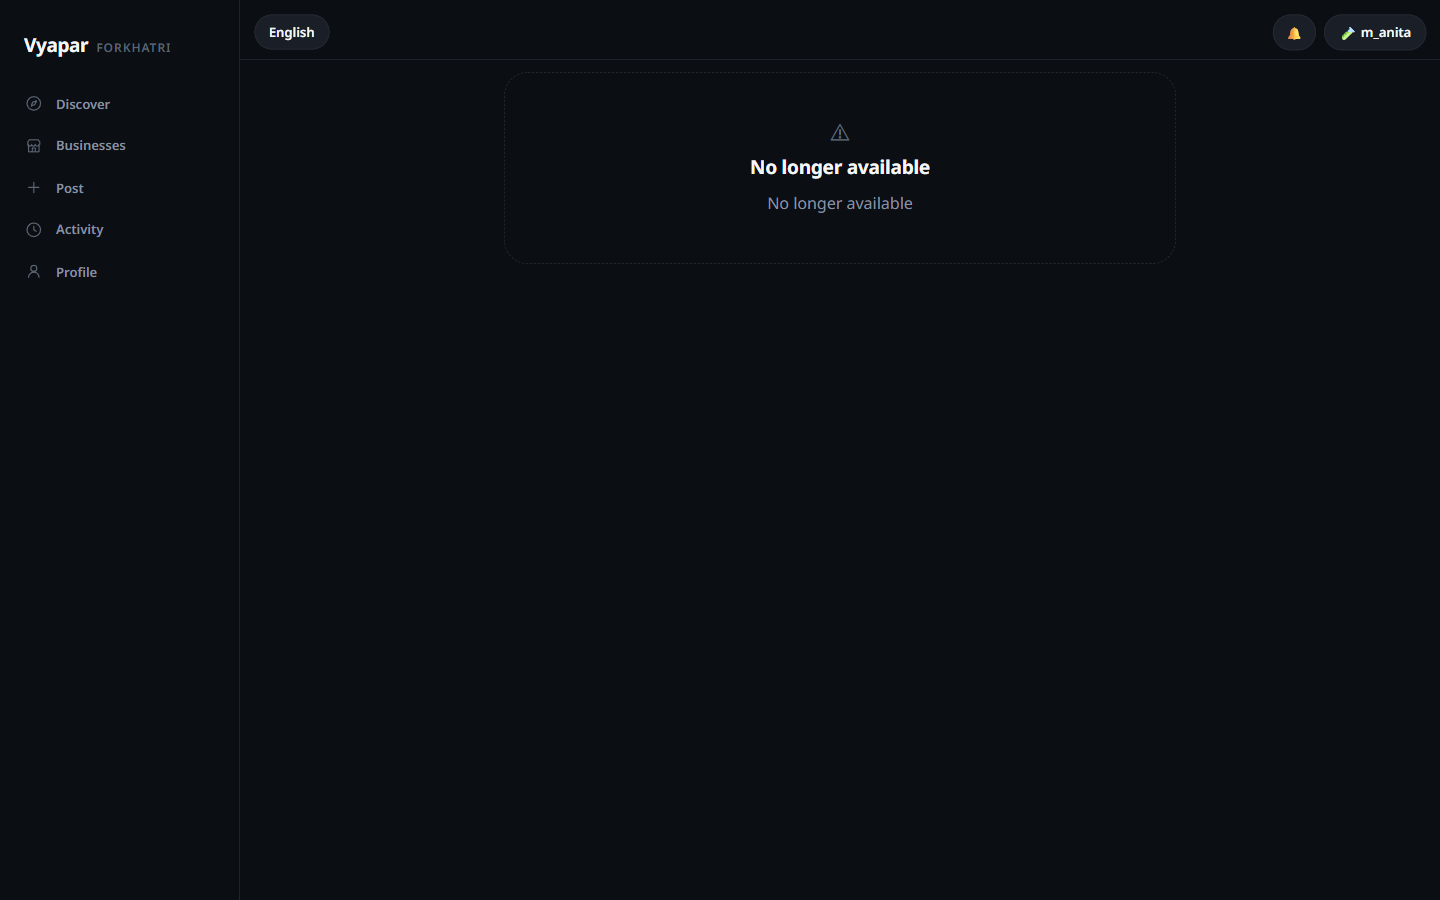 Vyapar FORKHATRI
Discover
Businesses
Post
Activity
Profile
English
m_anita
No longer available
No longer available